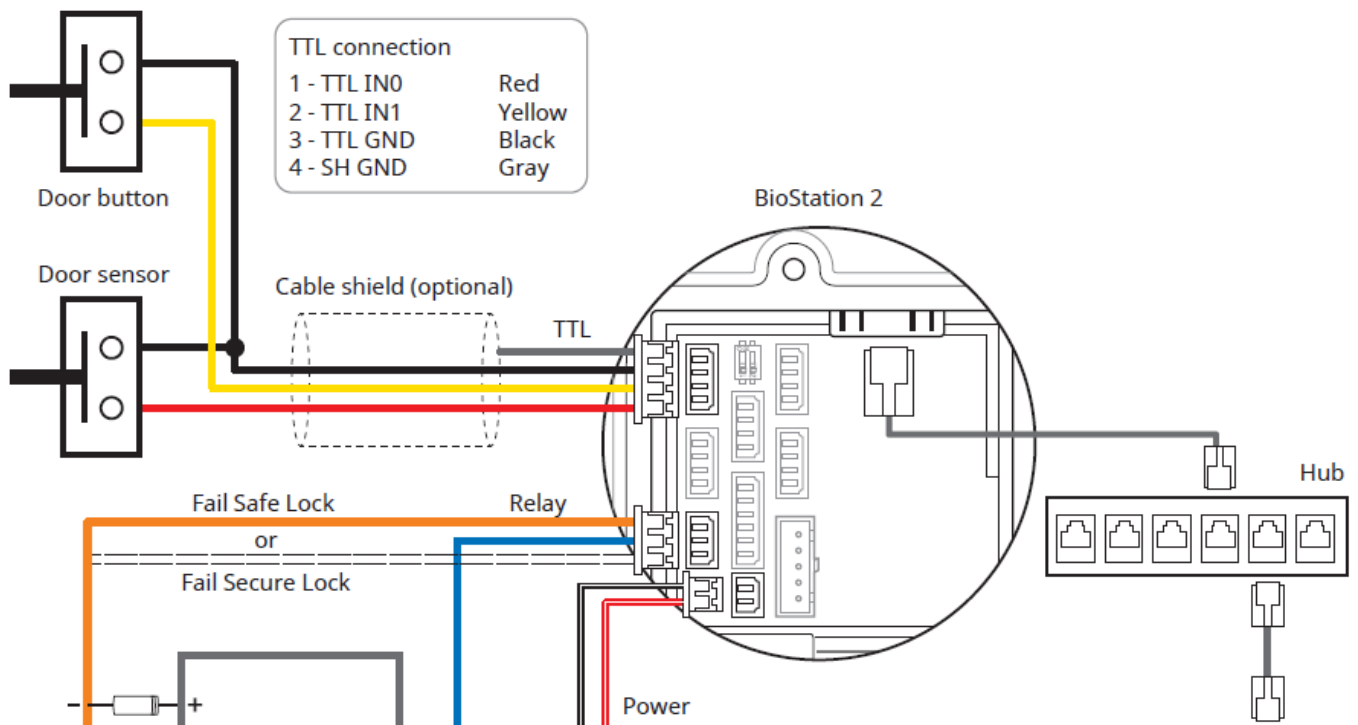 TTL connection
1 - TTL IN0 Red
2 - TTL IN1 Yellow
3 - TTL GND Black
4 - SH GND Gray
Door button
BioStation 2
Door sensor
Cable shield (optional)
TTL
Hub
Fail Safe Lock
Relay
or
Fail Secure Lock
- +
Power